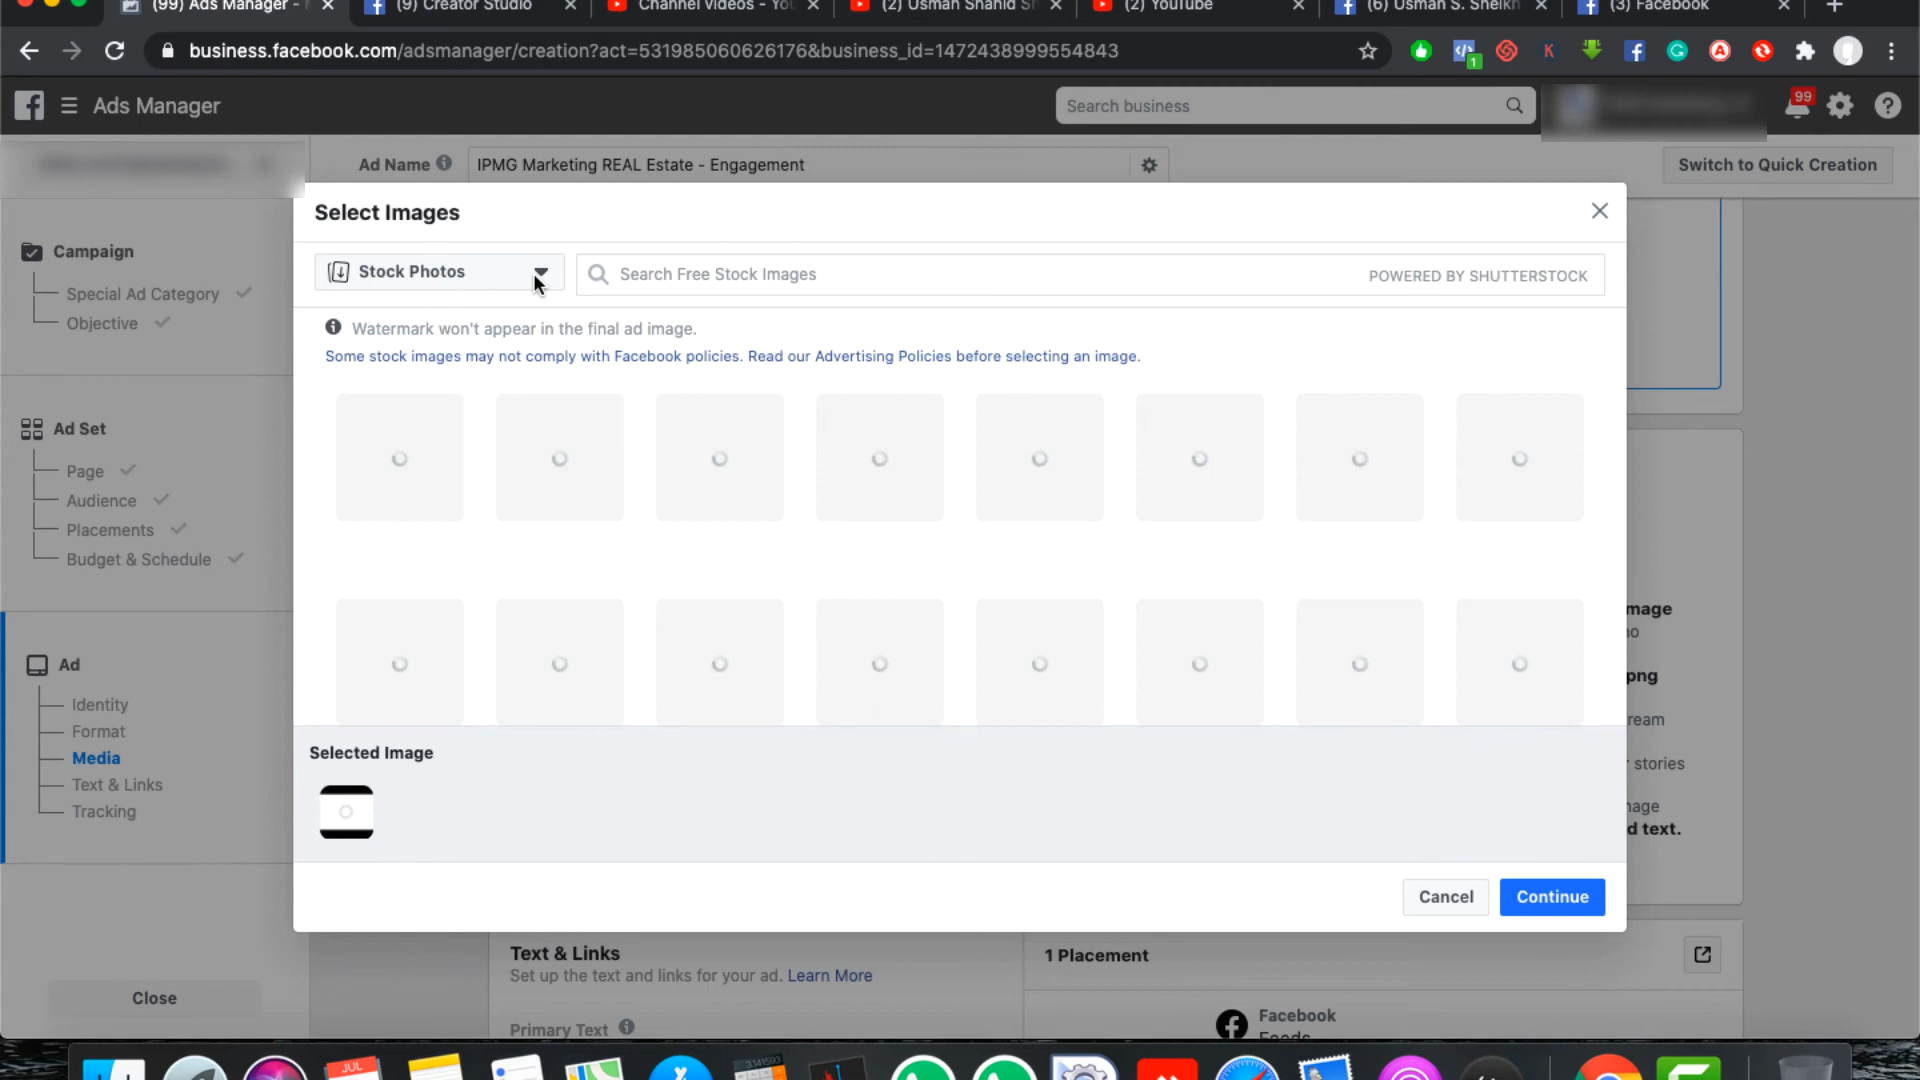 (99) Ads Manager -
(9) Creator Studio
Channel videos - You
(2) Usman Shahid Sh
(2) YouTube
(6) Usman S. Sheikh
(3) Facebook
business.facebook.com/adsmanager/creation?act=531985060626176&business_id=1472438999554843
1
Ads Manager
Search business
99
Ad Name
IPMG Marketing REAL Estate - Engagement
Switch to Quick Creation
Select Images
Stock Photos
Search Free Stock Images
POWERED BY SHUTTERSTOCK
Watermark won't appear in the final ad image.
Some stock images may not comply with Facebook policies. Read our Advertising Policies before selecting an image.
Campaign
Special Ad Category
Objective
Ad Set
Page
Audience
Placements
Budget & Schedule
Ad
Identity
Format
Media
Text & Links
Tracking
Close
mage
no
png
ream
r stories
nage
d text.
Selected Image
Cancel
Continue
Text & Links
Set up the text and links for your ad. Learn More
Primary Text
1 Placement
Facebook
Feeds
JUL